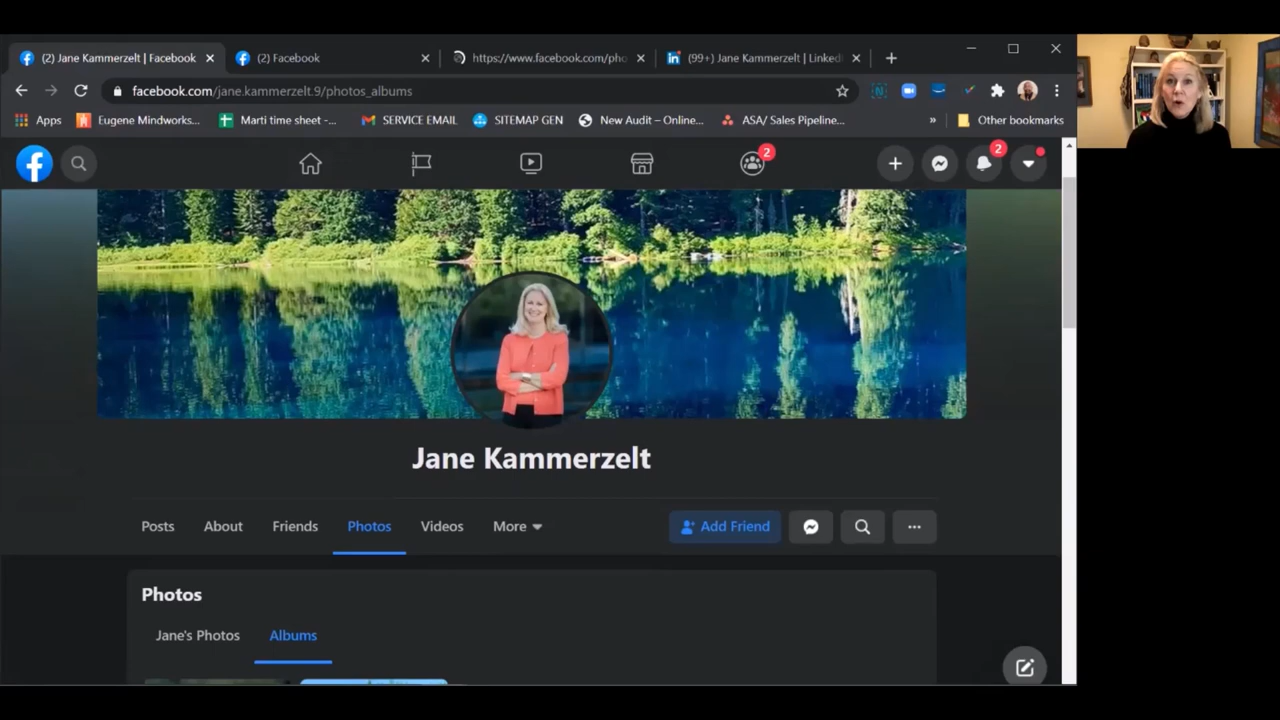 (2) Jane Kammerzelt | Facebook
(2) Facebook
https://www.facebook.com/pho
(99+) Jane Kammerzelt | Linked
facebook.com/jane.kammerzelt.9/photos_albums
Apps
Eugene Mindworks...
Marti time sheet -...
SERVICE EMAIL
SITEMAP GEN
New Audit – Online...
ASA/ Sales Pipeline...
»
Other bookmarks
2
2
Jane Kammerzelt
Posts
About
Friends
Photos
Videos
More
Add Friend
Photos
Jane's Photos
Albums